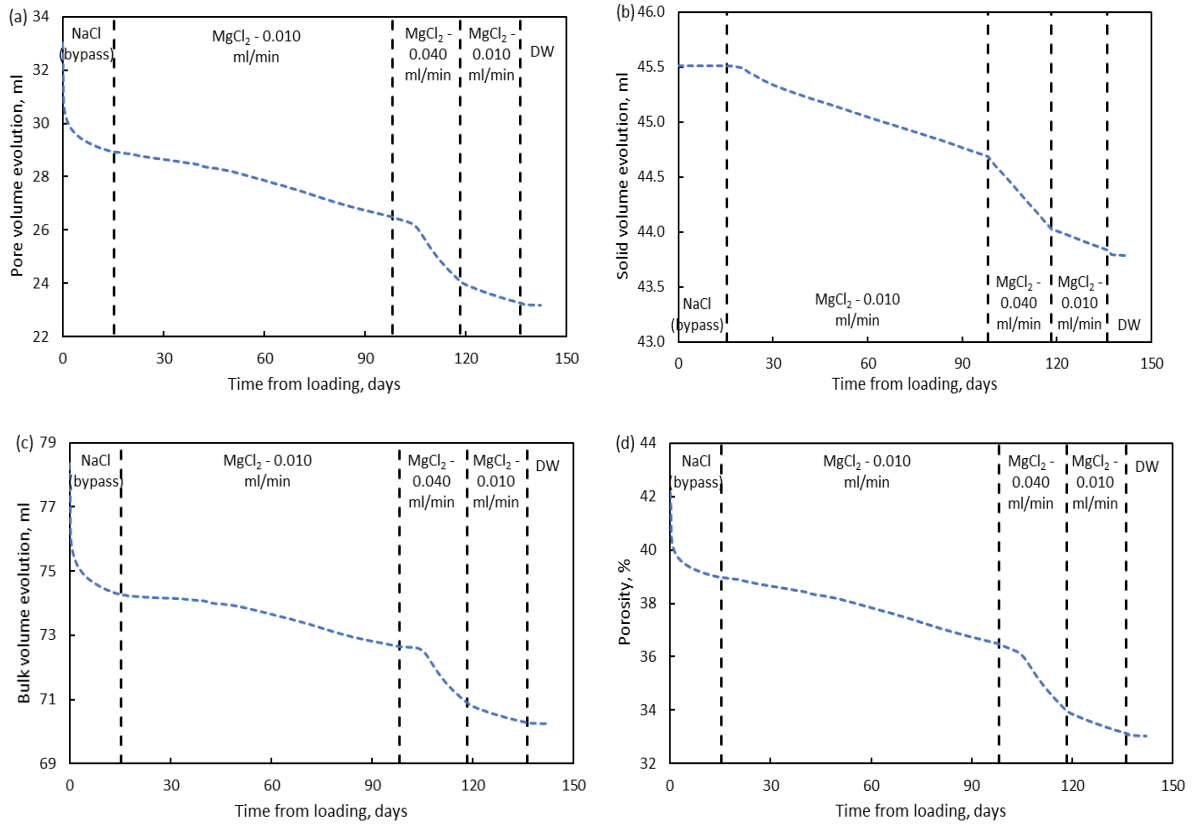 (a)
34
32
30
28
26
24
22
Pore volume evolution, ml
NaCl
(bypass)
MgCl2 - 0.010
ml/min
MgCl2 -
0.040
ml/min)
MgCl2 -
0.010
ml/min)
DW
0 30 60 90 120 150
Time from loading, days
(b)
46.0
45.5
45.0
44.5
44.0
43.5
43.0
Solid volume evolution, ml
NaCl
(bypass)
MgCl2 - 0.010
ml/min)
MgCl2 -
0.040
ml/min)
MgCl2 -
0.010
ml/min)
DW
0 30 60 90 120 150
Time from loading, days
(c)
79
77
75
73
71
69
Bulk volume evolution, ml
NaCl
(bypass)
MgCl2 - 0.010
ml/min
MgCl2 -
0.040
ml/min)
MgCl2 -
0.010
ml/min)
DW
0 30 60 90 120 150
Time from loading, days
(d)
44
42
40
38
36
34
32
Porosity, %
NaCl
(bypass)
MgCl2 - 0.010
ml/min)
MgCl2 -
0.040
ml/min)
MgCl2 -
0.010
ml/min)
DW
0 30 60 90 120 150
Time from loading, days